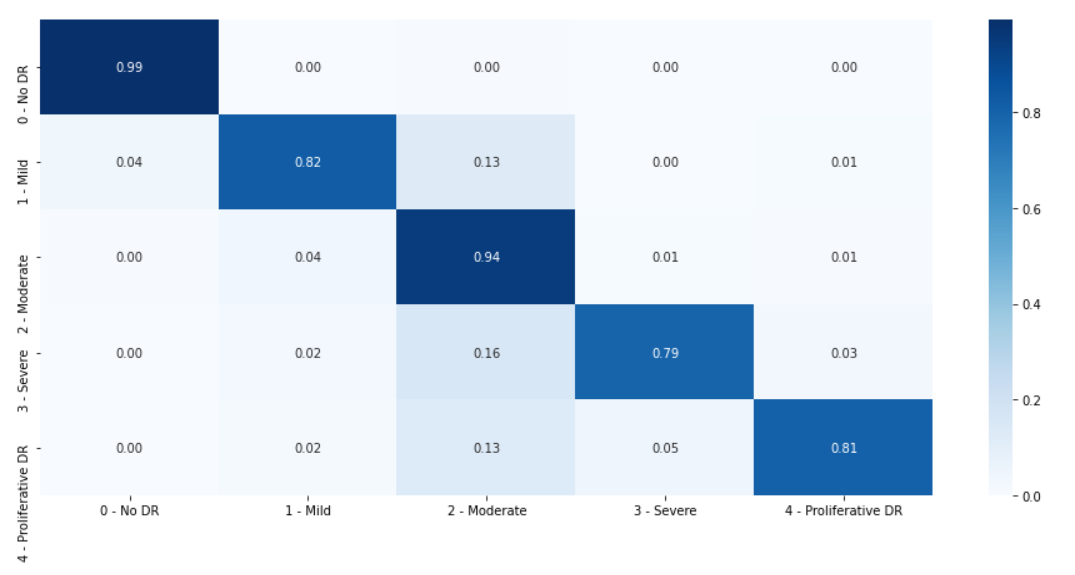 0 - No DR 0.99 0.00 0.00 0.00 0.00
1 - Mild 0.04 0.82 0.13 0.00 0.01
2 - Moderate 0.00 0.04 0.94 0.01 0.01
3 - Severe 0.00 0.02 0.16 0.79 0.03
4 - Proliferative DR 0.00 0.02 0.13 0.05 0.81
0 - No DR 1 - Mild 2 - Moderate 3 - Severe 4 - Proliferative DR
0.8
0.6
0.4
0.2
0.0